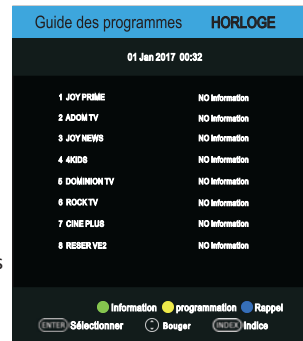 Guide des programmes HORLOGE
01 Jan 2017 00:32
1 JOY PRIME NO Information
2 ADOM TV NO Information
3 JOY NEWS NO Information
4 4KIDS NO Information
5 DOMINION TV NO Information
6 ROCK TV NO Information
7 CINE PLUS NO Information
8 RESERVE2 NO Information
s
Information programmation Rappel
ENTER Sélectionner Bouger INDEX Indice